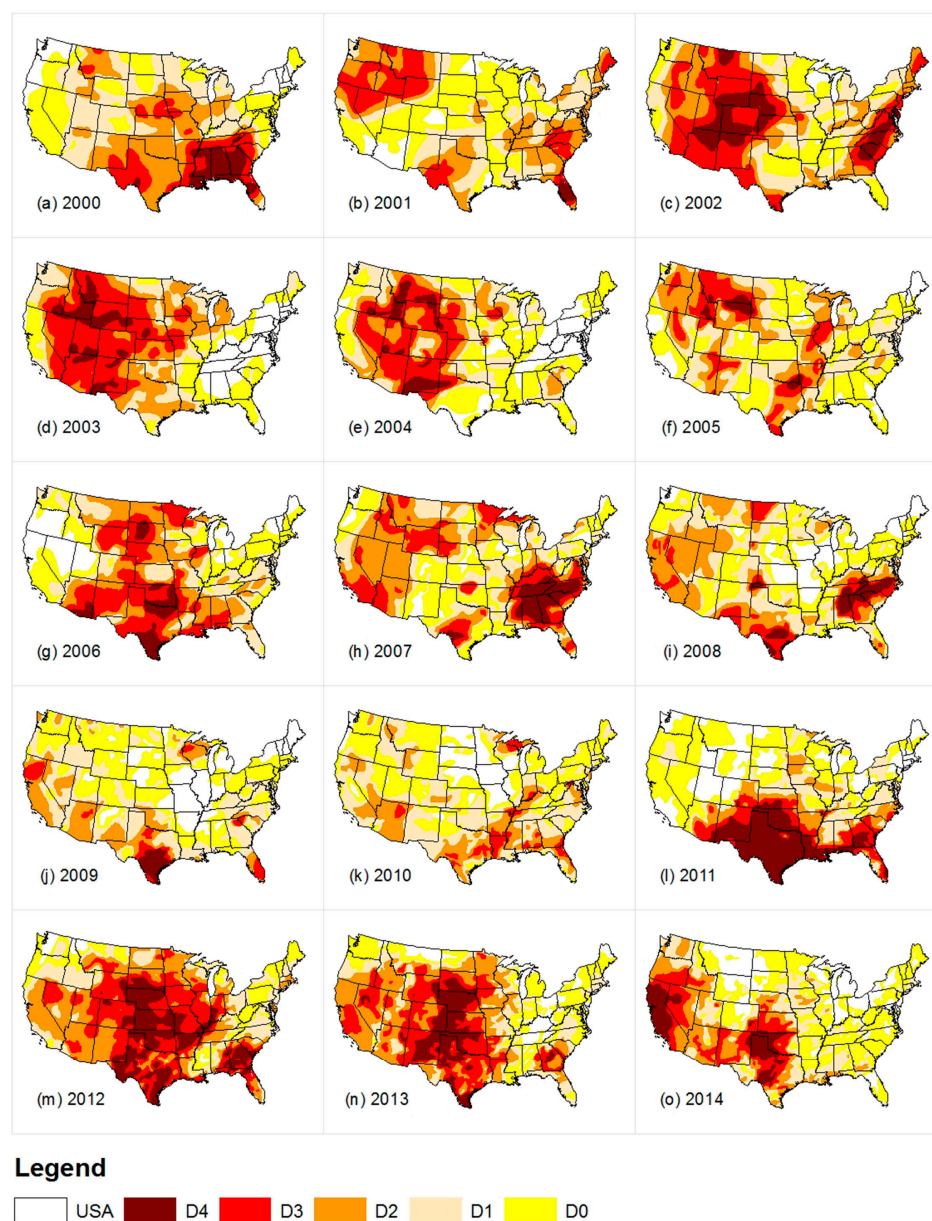 (a) 2000
(b) 2001
(c) 2002
(d) 2003
(e) 2004
(f) 2005
(g) 2006
(h) 2007
(i) 2008
(j) 2009
(k) 2010
(l) 2011
(m) 2012
(n) 2013
(o) 2014
Legend
USA D4 D3 D2 D1 D0